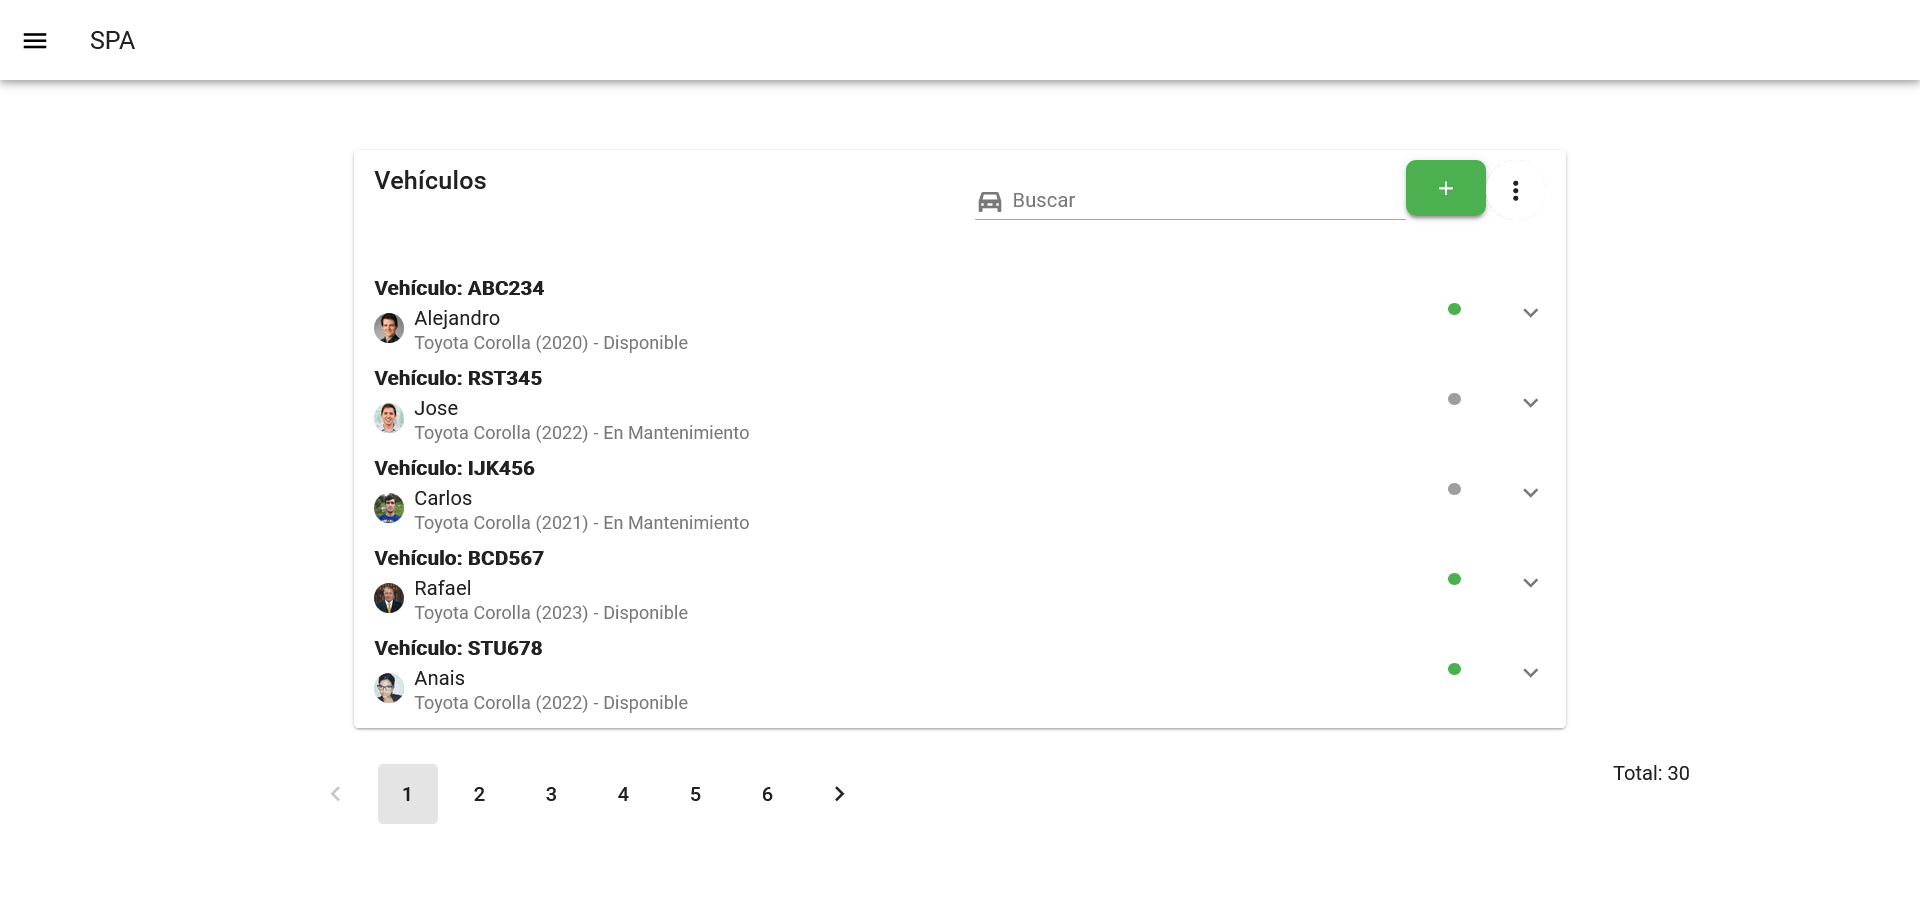 SPA
Vehículos
Buscar
+
Vehículo: ABC234
Alejandro
Toyota Corolla (2020) - Disponible
Vehículo: RST345
Jose
Toyota Corolla (2022) - En Mantenimiento
Vehículo: IJK456
Carlos
Toyota Corolla (2021) - En Mantenimiento
Vehículo: BCD567
Rafael
Toyota Corolla (2023) - Disponible
Vehículo: STU678
Anais
Toyota Corolla (2022) - Disponible
Total: 30
1 2 3 4 5 6